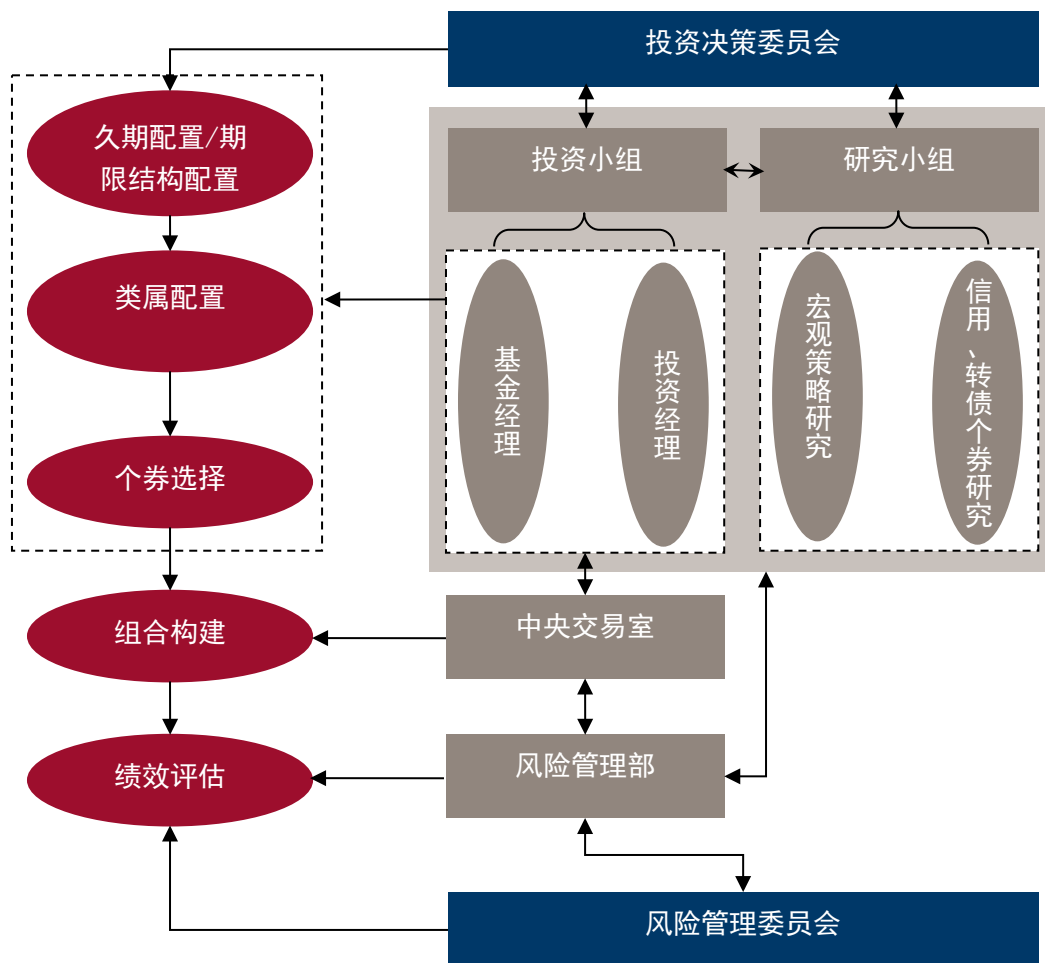 投资决策委员会
久期配置/期
限结构配置
类属配置
个券选择
组合构建
绩效评估
投资小组
研究小组
基金经理
投资经理
宏观策略研究
信用、转债个券研究
中央交易室
风险管理部
风险管理委员会